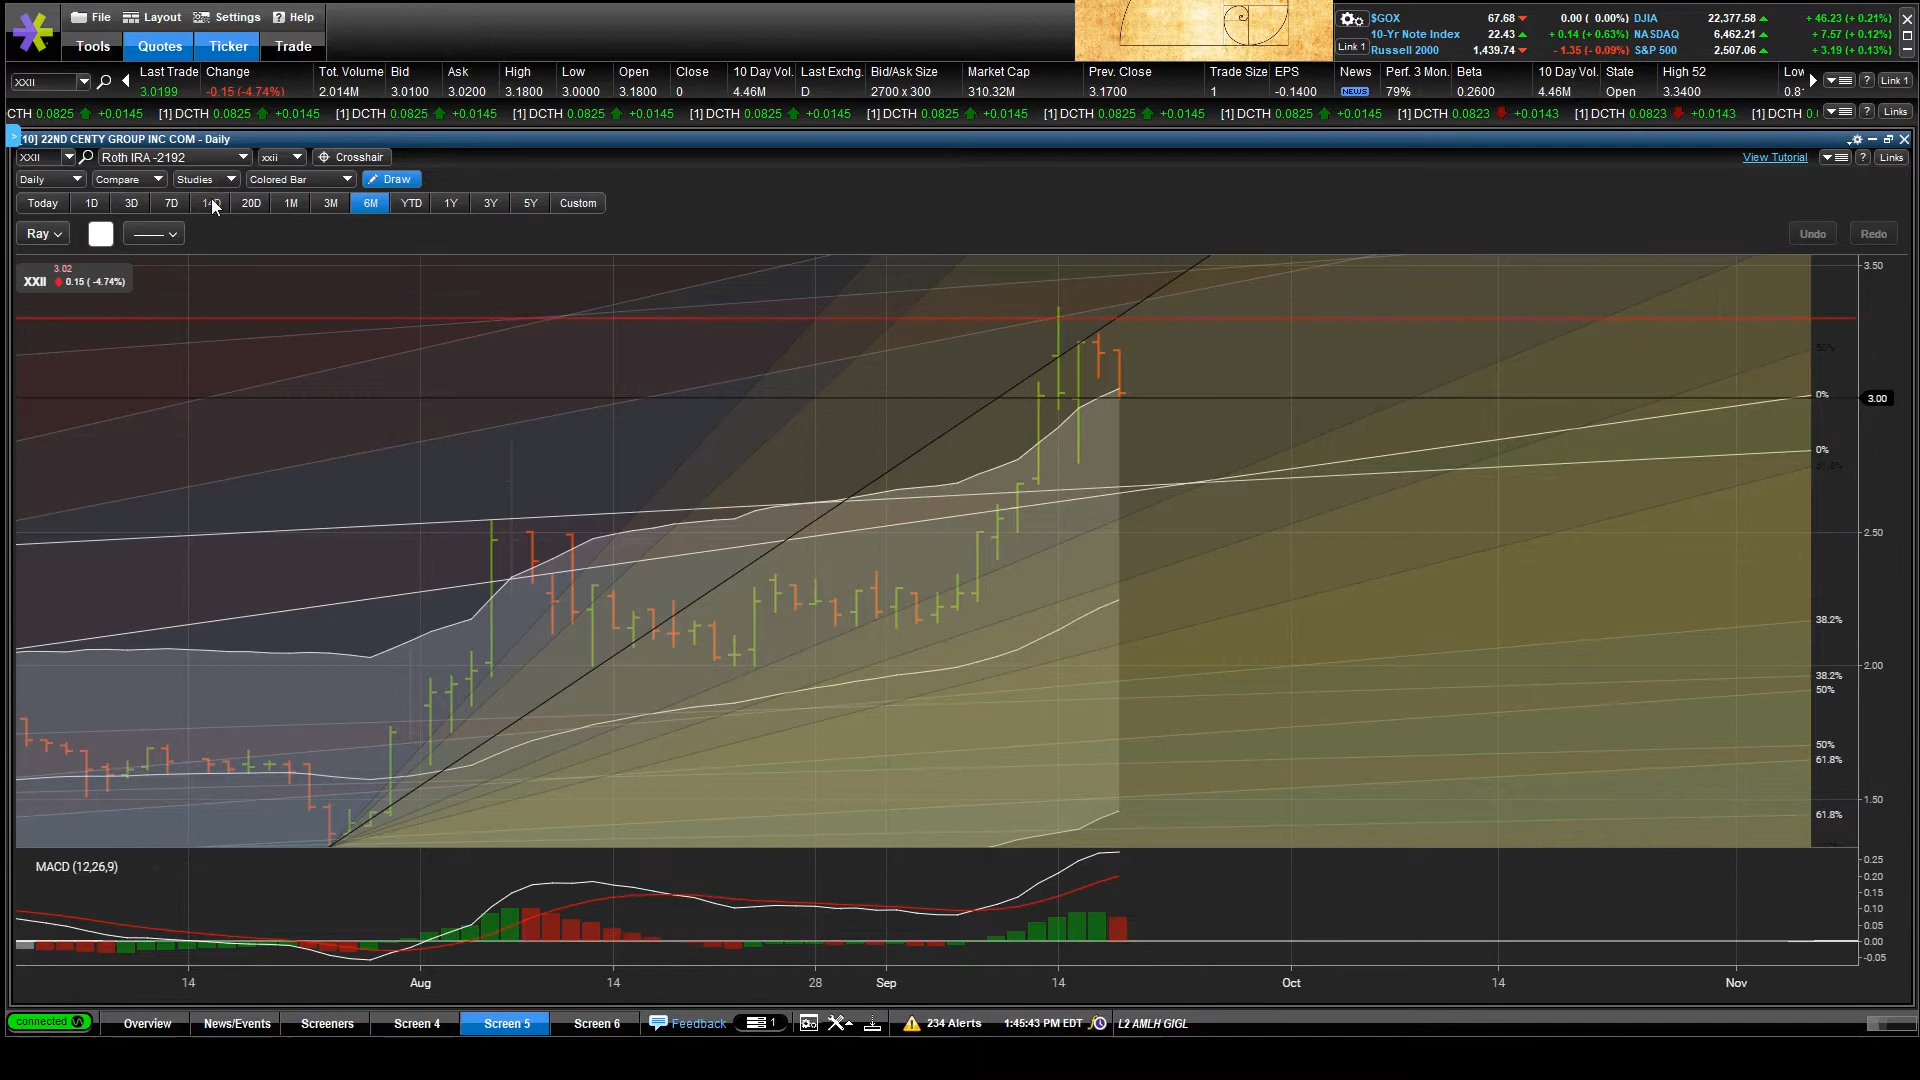 File Layout Settings ? Help
Tools Quotes Ticker Trade
$GOX 67.68 0.00 ( 0.00%) DJIA 22,377.58 + 46.23 (+ 0.21%)
10-Yr Note Index 22.43 + 0.14 (+ 0.63%) NASDAQ 6,462.21 + 7.57 (+ 0.12%)
Link 1 Russell 2000 1,439.74 - 1.35 (- 0.09%) S&P 500 2,507.06 + 3.19 (+ 0.13%)
XXII Last Trade Change Tot. Volume Bid Ask High Low Open Close 10 Day Vol. Last Exchg. Bid/Ask Size Market Cap Prev. Close Trade Size EPS News Perf. 3 Mon. Beta 10 Day Vol. State High 52 Low ? Link 1
3.0199 -0.15 (-4.74%) 2.014M 3.0100 3.0200 3.1800 3.0000 3.1800 0 4.46M D 2700 x 300 310.32M 3.1700 1 -0.1400 NEWS 79% 0.2600 4.46M Open 3.3400
CTH 0.0825 +0.0145 [1] DCTH 0.0825 +0.0145 [1] DCTH 0.0825 +0.0145 [1] DCTH 0.0825 +0.0145 [1] DCTH 0.0825 +0.0145 [1] DCTH 0.0825 +0.0145 [1] DCTH 0.0825 +0.0145 [1] DCTH 0.0825 +0.0145 [1] DCTH 0.0823 +0.0143 [1] DCTH 0.0823 +0.0143 [1] DCTH ? Links
[10] 22ND CENTY GROUP INC COM - Daily
XXII Roth IRA -2192 xxii Crosshair View Tutorial ? Links
Daily Compare Studies Colored Bar Draw
Today 1D 3D 7D 20D 1M 3M 6M YTD 1Y 3Y 5Y Custom
Ray Undo Redo
3.02
XXII 0.15 ( -4.74%)
3.50
50%
0%
3.00
0%
2.50
38.2%
2.00
38.2%
50%
50%
61.8%
1.50
61.8%
MACD (12,26,9)
0.25
0.20
0.15
0.10
0.05
0.00
-0.05
14 Aug 14 28 Sep 14 Oct 14 Nov
connected Overview News/Events Screeners Screen 4 Screen 5 Screen 6 Feedback 1 234 Alerts 1:45:43 PM EDT L2 AMLH GIGL